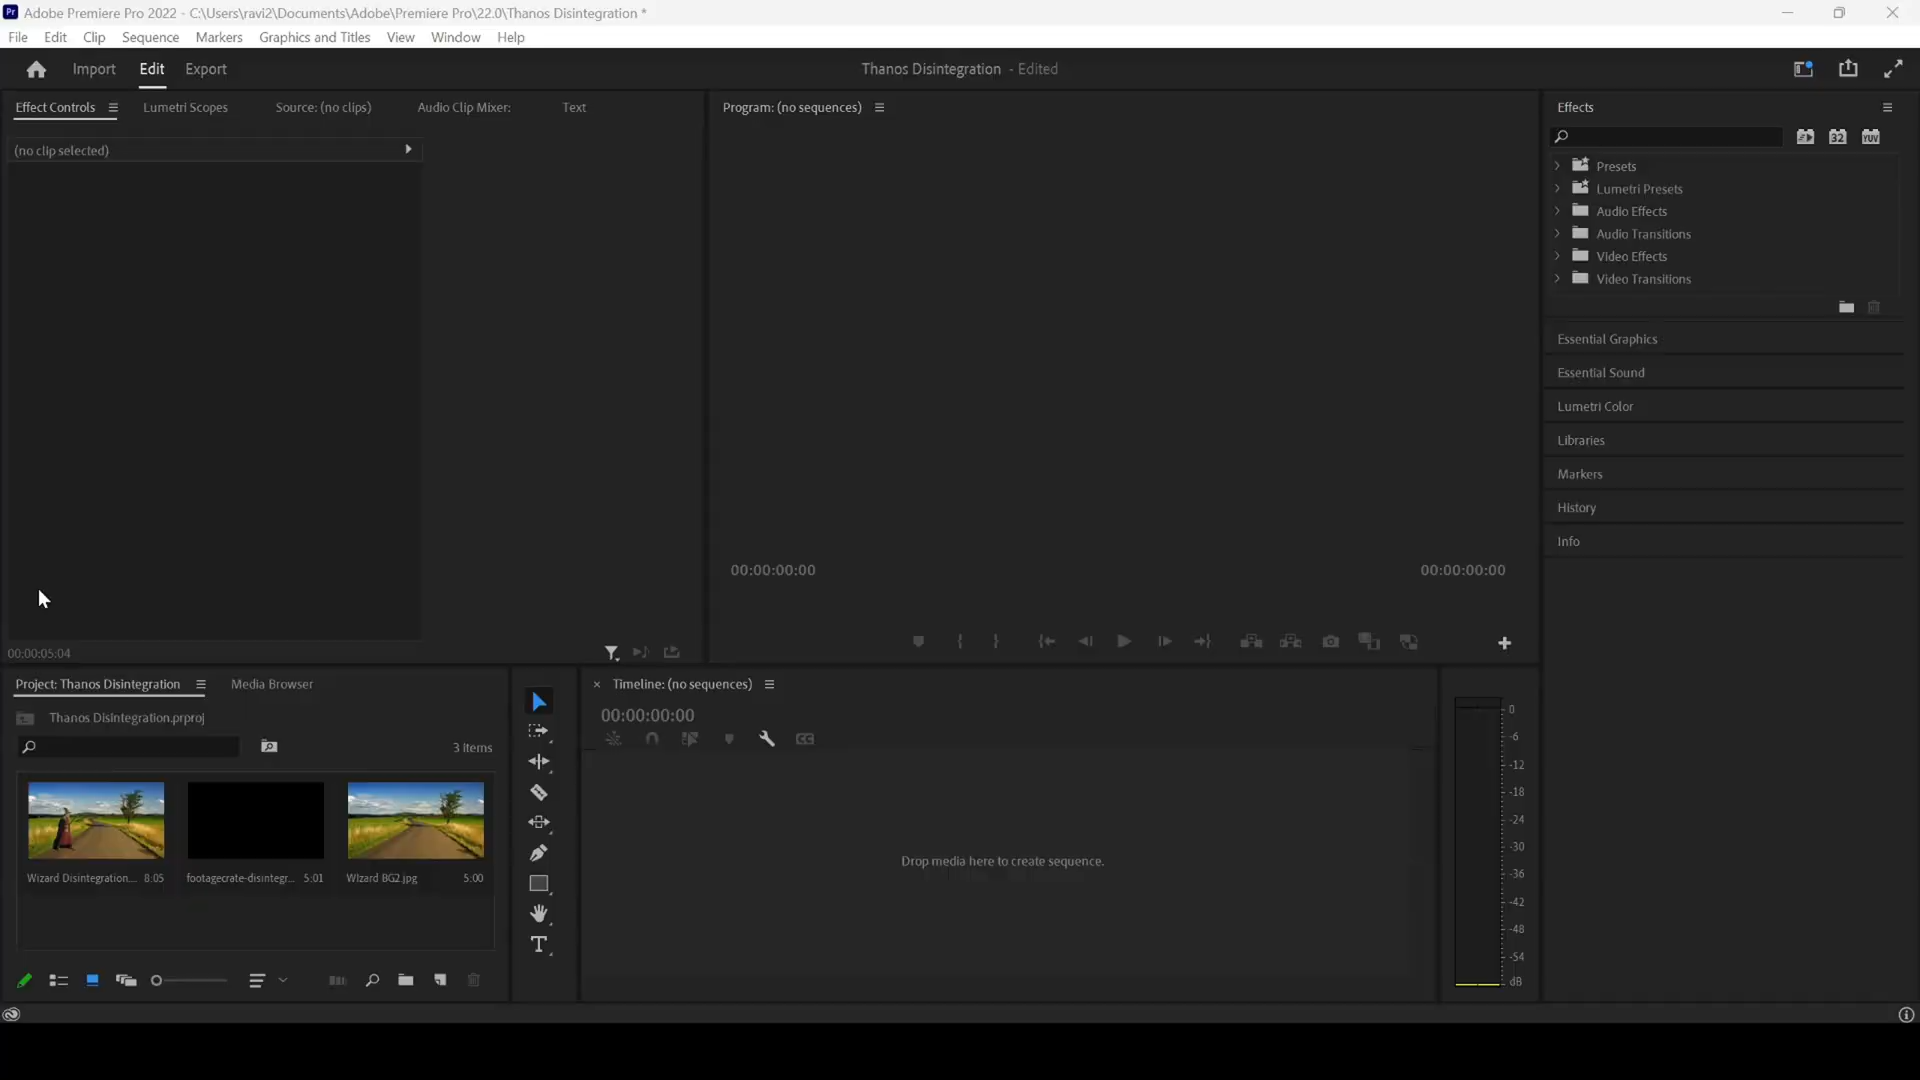 Adobe Premiere Pro 2022 - C:\Users\ravi2\Documents\Adobe\Premiere Pro\22.0\Thanos Disintegration *
File Edit Clip Sequence Markers Graphics and Titles View Window Help
Import Edit Export
Thanos Disintegration - Edited
Effect Controls Lumetri Scopes Source: (no clips) Audio Clip Mixer: Text
(no clip selected)
00:00:05:04
Program: (no sequences)
00:00:00:00
00:00:00:00
Effects
32
YUV
Presets
Lumetri Presets
Audio Effects
Audio Transitions
Video Effects
Video Transitions
Essential Graphics
Essential Sound
Lumetri Color
Libraries
Markers
History
Info
Project: Thanos Disintegration Media Browser
Thanos Disintegration.prproj
3 Items
Wizard Disintegration... 8:05
footagecrate-disintegr... 5:01
Wizard BG2.jpg 5:00
Timeline: (no sequences)
00:00:00:00
CC
Drop media here to create sequence.
0
-6
-12
-18
-24
-30
-36
-42
-48
-54
dB